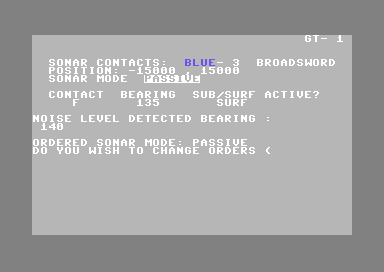 GT- 1
SONAR CONTACTS: BLUE- 3 BROADSWORD
POSITION: -15000 , 15000
SONAR MODE PASSIVE
CONTACT BEARING SUB/SURF ACTIVE?
F 135 SURF
NOISE LEVEL DETECTED BEARING :
140
ORDERED SONAR MODE: PASSIVE
DO YOU WISH TO CHANGE ORDERS (